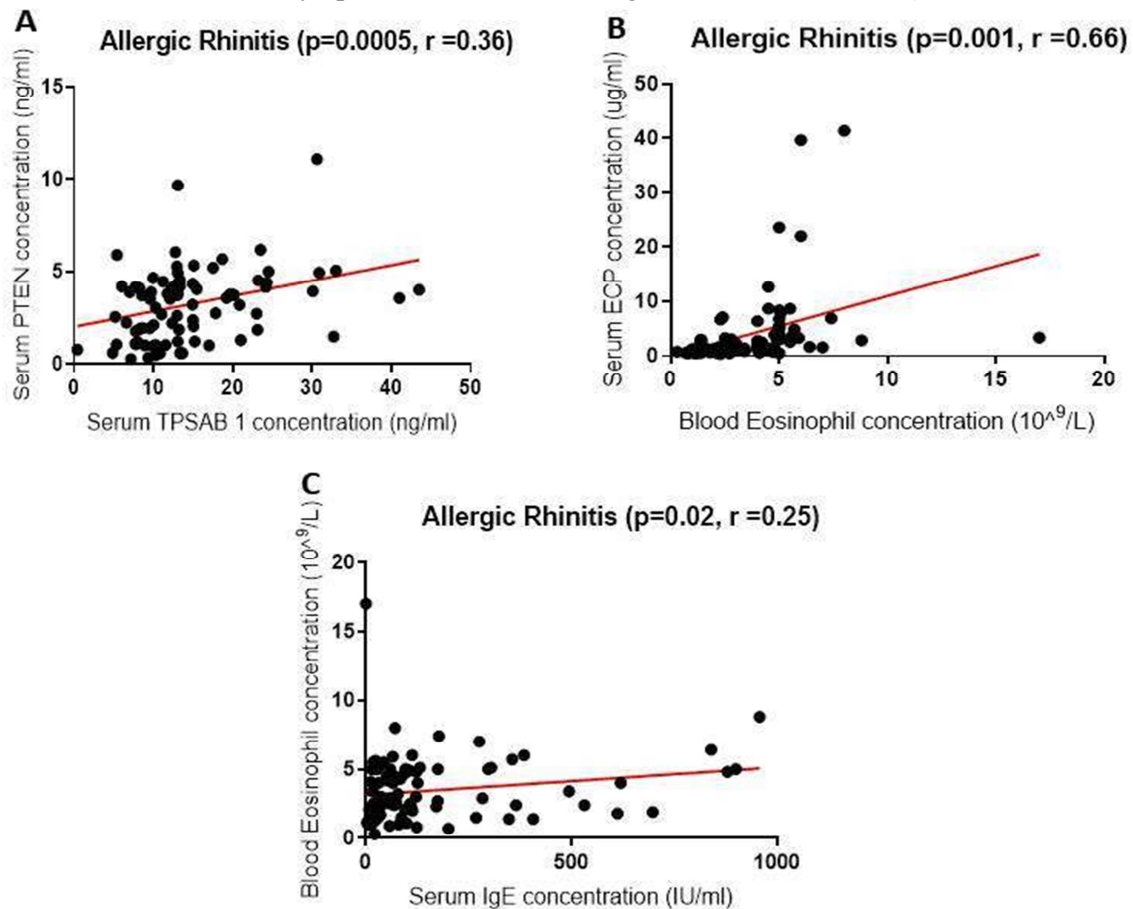 A
Allergic Rhinitis (p=0.0005, r =0.36)
Serum PTEN concentration (ng/ml)
15
10
5
0
0 10 20 30 40 50
Serum TPSAB 1 concentration (ng/ml)
B
Allergic Rhinitis (p=0.001, r =0.66)
Serum ECP concentration (ug/ml)
50
40
30
20
10
0
0 5 10 15 20
Blood Eosinophil concentration (10^9/L)
C
Allergic Rhinitis (p=0.02, r =0.25)
Blood Eosinophil concentration (10^9/L)
20
15
10
5
0
0 500 1000
Serum IgE concentration (IU/ml)